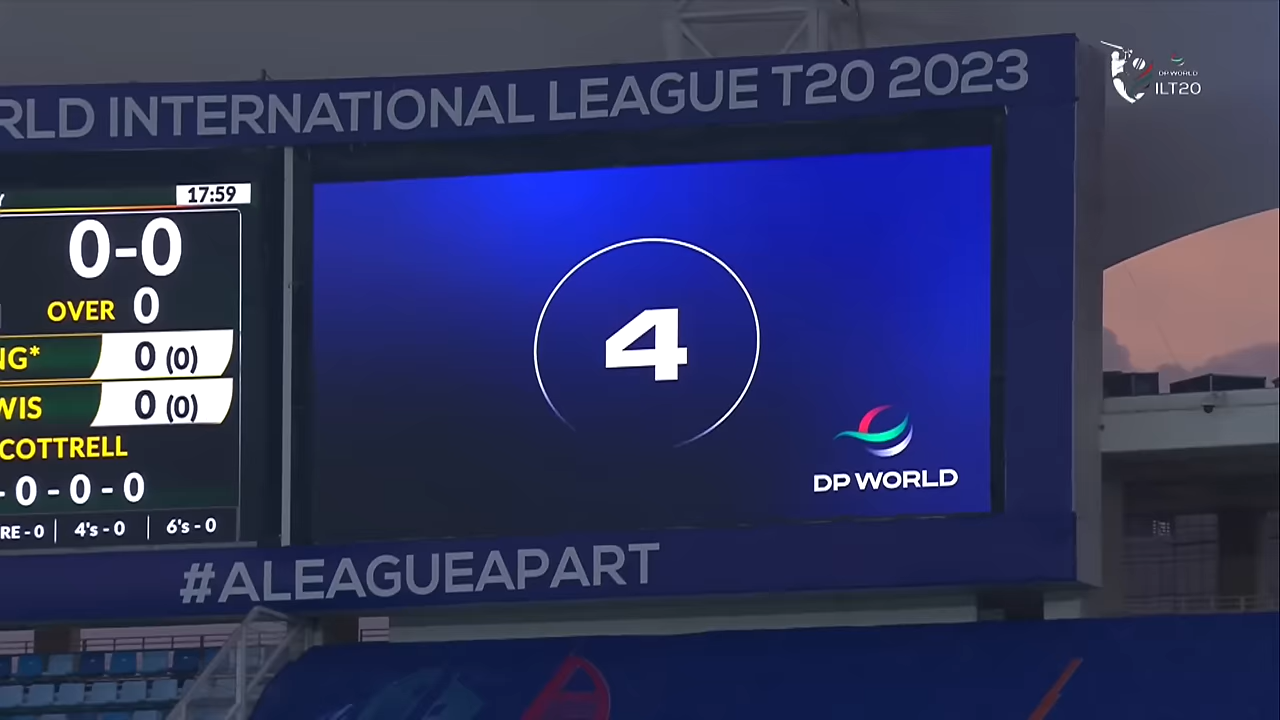 RLD INTERNATIONAL LEAGUE T20 2023
DP WORLD
ILT20
17:59
0-0
OVER 0
NG* 0 (0)
WIS 0 (0)
COTTRELL
- 0 - 0 - 0
RE - 0 | 4's - 0 | 6's - 0
4
DP WORLD
#ALEAGUEAPART